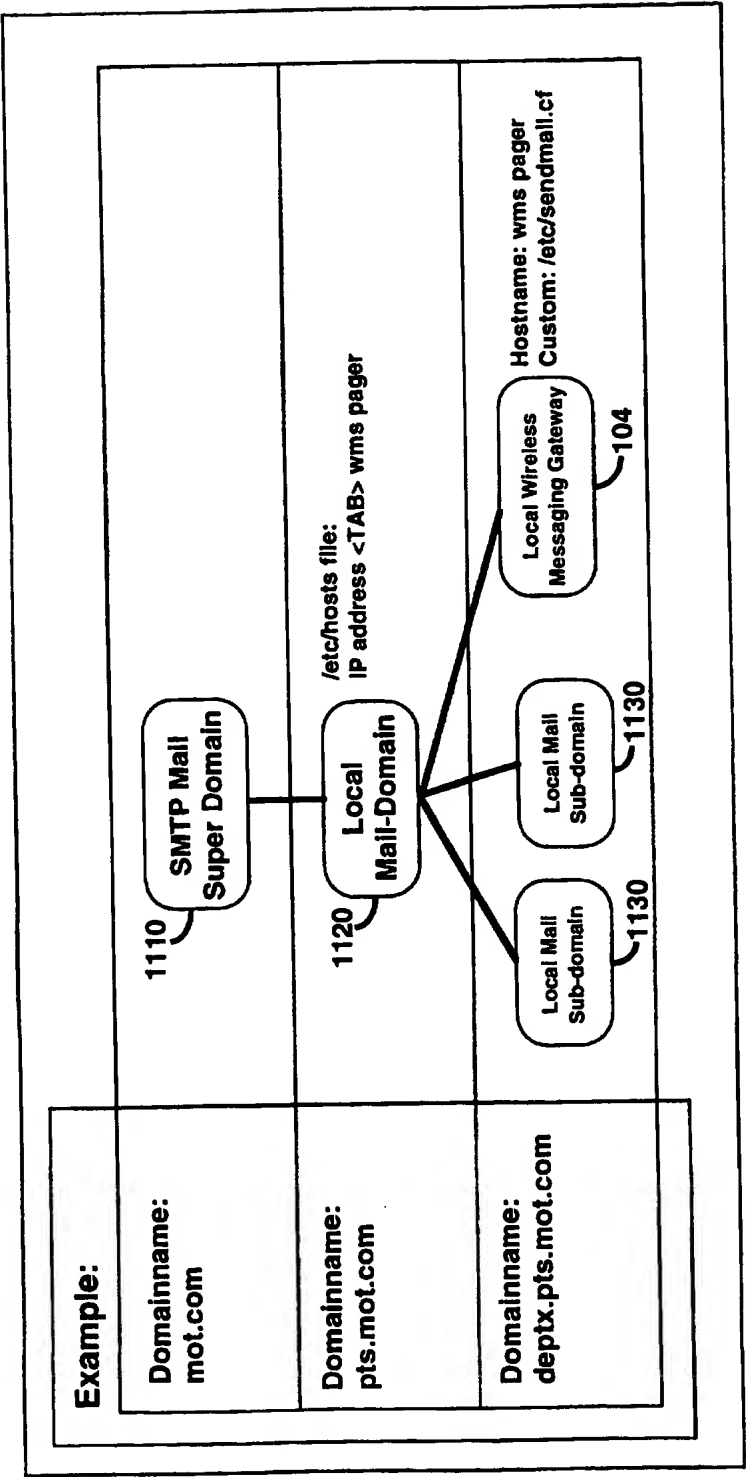 Example:
Domainname:
mot.com
1110
SMTP Mail
Super Domain
Domainname:
pts.mot.com
1120
Local
Mail-Domain
/etc/hosts file:
IP address <TAB> wms pager
Domainname:
deptx.pts.mot.com
Local Mail
Sub-domain
1130
Local Mail
Sub-domain
1130
Local Wireless
Messaging Gateway
104
Hostname: wms pager
Custom: /etc/sendmail.cf